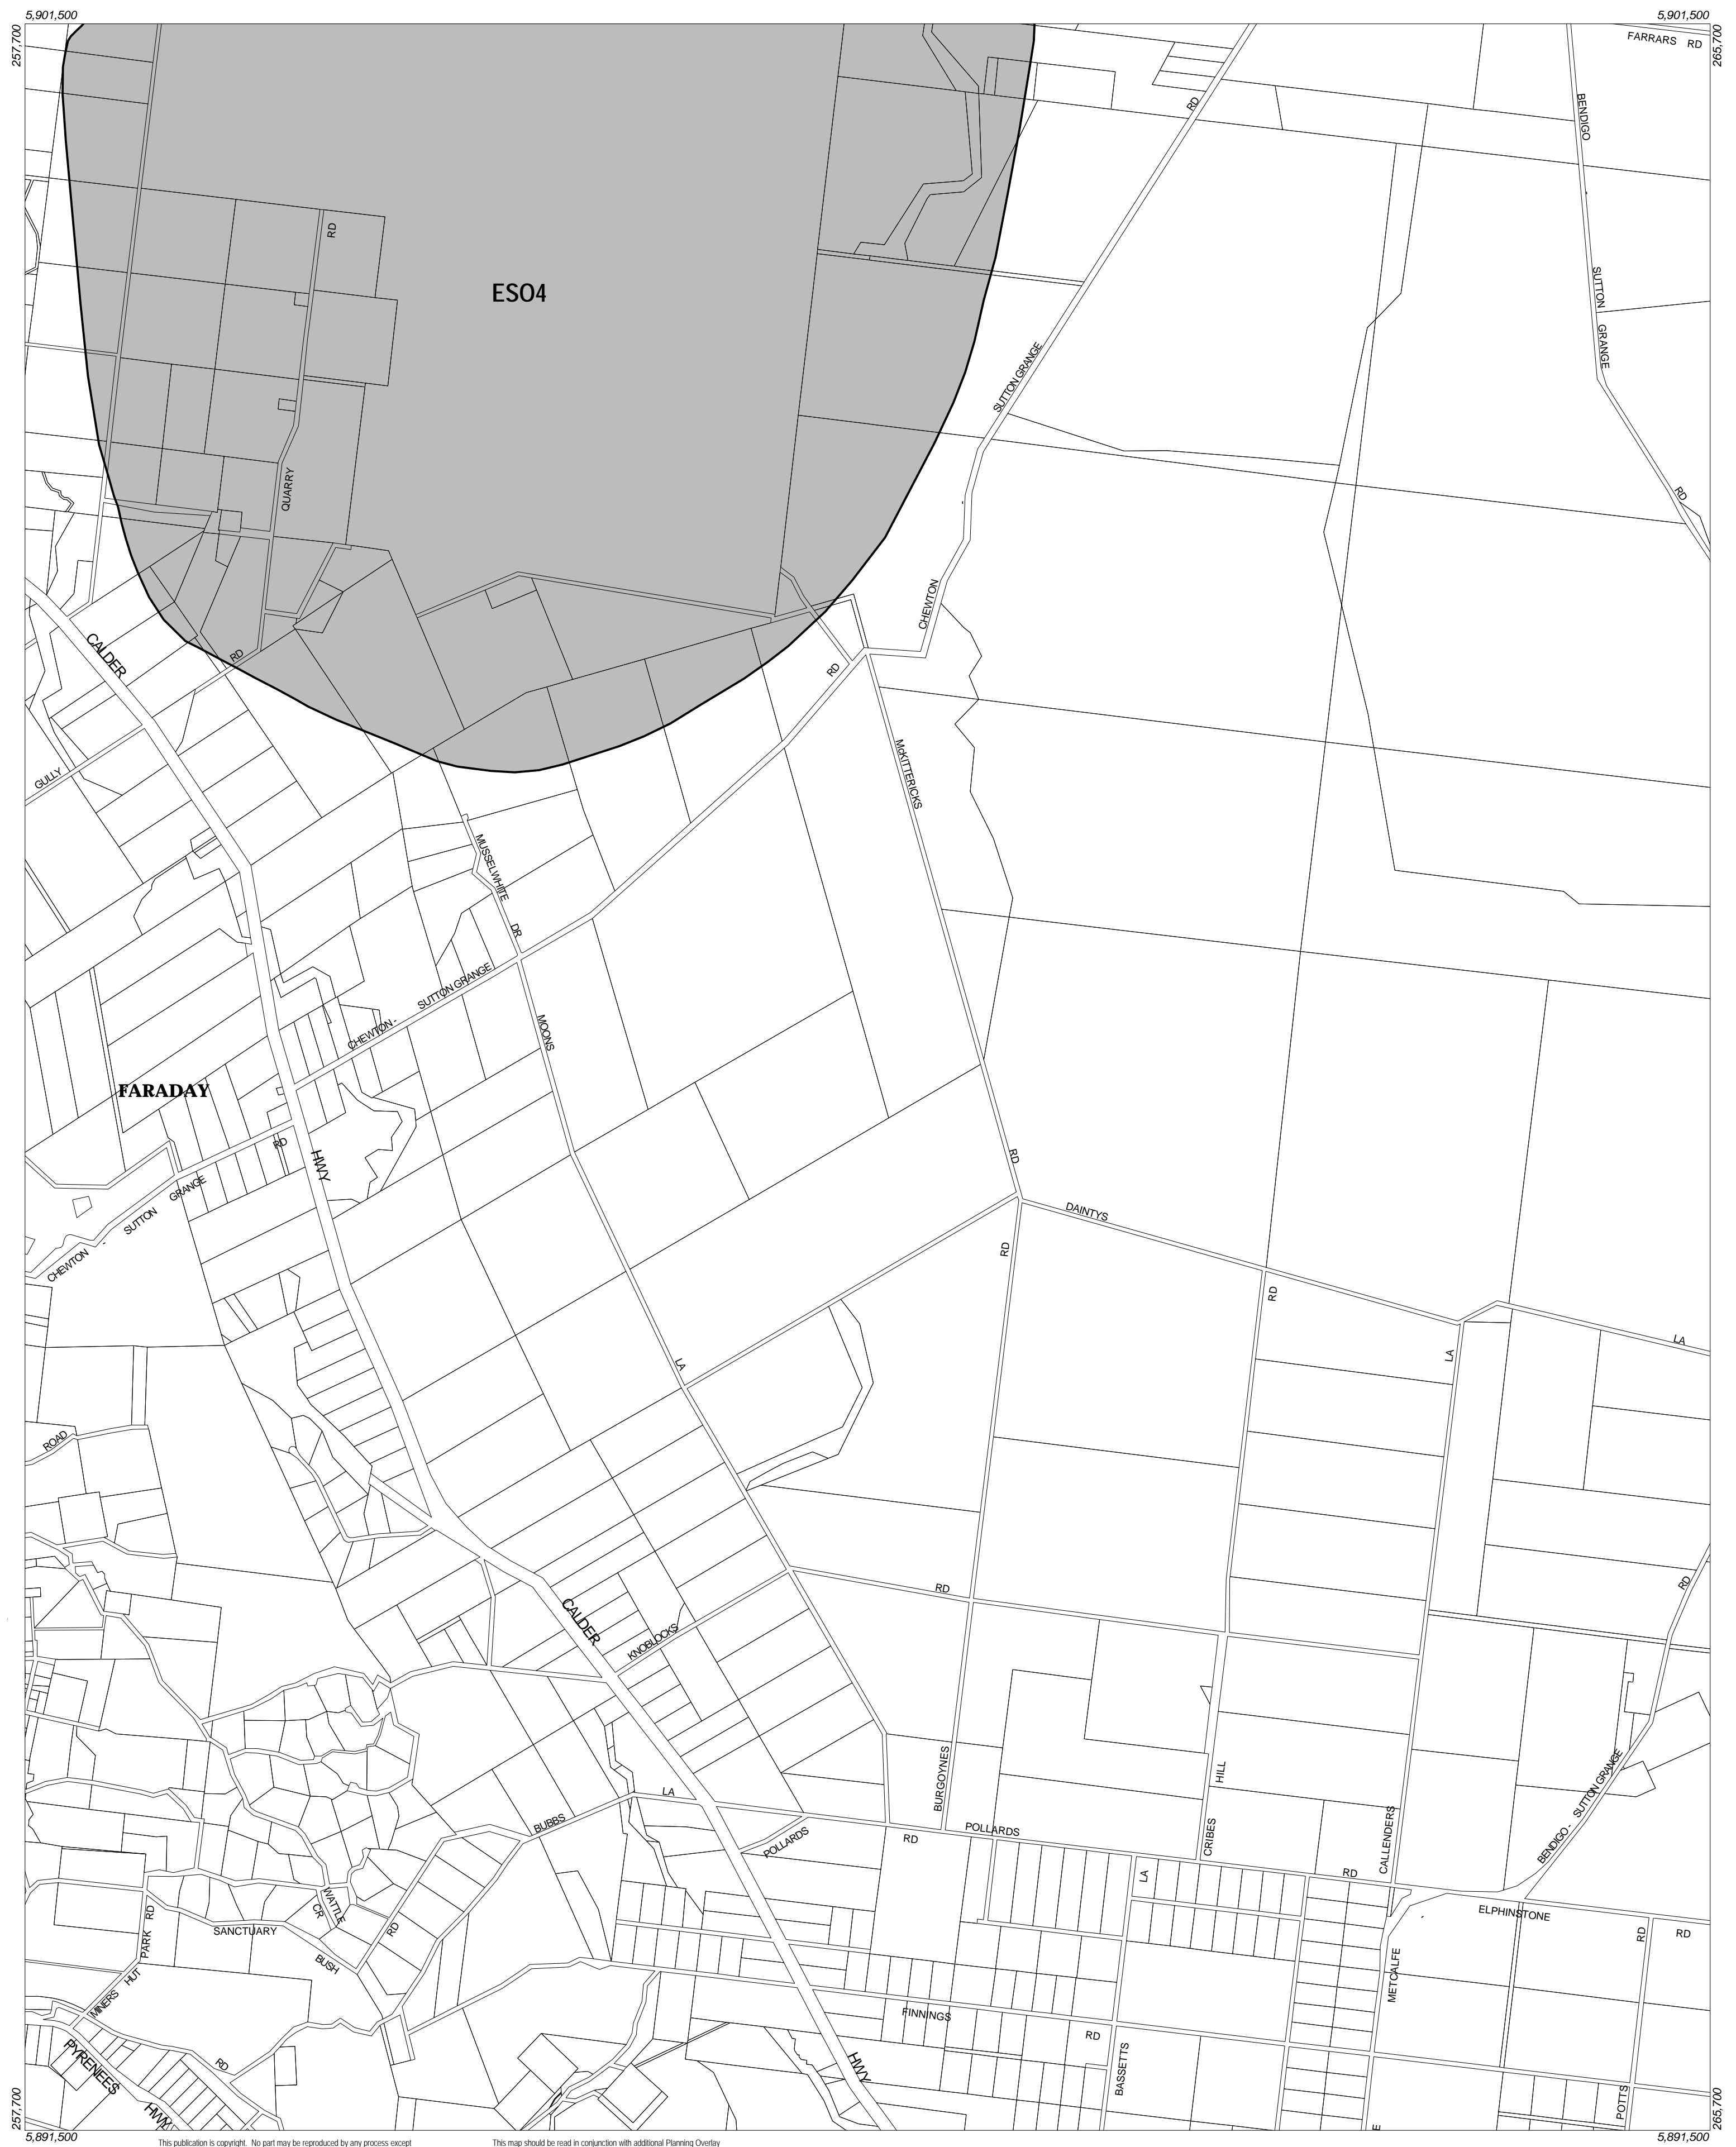 5,901,500
5,901,500
257,700
265,700
FARRARS RD
BENDIGO
RD
RD
ESO4
SUTTON
GRANGE
SUTTON GRANGE
QUARRY
RD
CHEWTON
CALDER
RD
RD
GULLY
McKITTERICKS
MUSSELWHITE
DR
SUTTON GRANGE
CHEWTON-
MOONS
FARADAY
RD
HWY
RD
GRANGE
SUTTON
-
CHEWTON
DAINTYS
RD
RD
LA
LA
LA
ROAD
RD
RD
CALDER
KNOBLOCKS
BURGOYNES
HILL
SUTTON GRANGE
BENDIGO-
LA
BUBBS
POLLARDS
POLLARDS
RD
CRIBES
CALLENDERS
LA
RD
WATTLE
CR
SANCTUARY
RD
PARK RD
BUSH
ELPHINSTONE
RD
RD
METCALFE
MINERS HUT
FINNINGS
RD
PYRENEES
HWY
RD
HWY
BASSETTS
POTTS
E
257,700
265,700
5,891,500
5,891,500
This publication is copyright. No part may be reproduced by any process except
This map should be read in conjunction with additional Planning Overlay